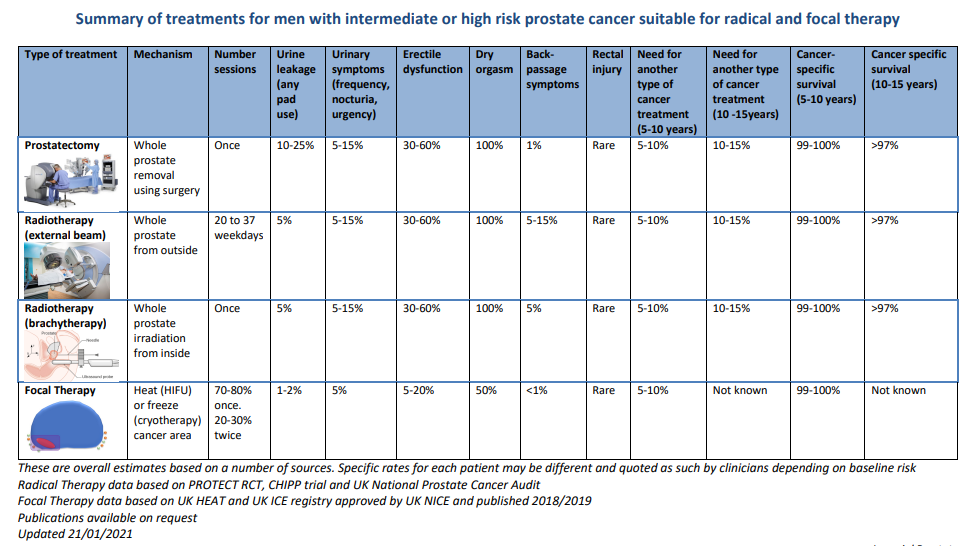 Summary of treatments for men with intermediate or high risk prostate cancer suitable for radical and focal therapy
Type of treatment
Mechanism
Number
sessions
Urine
leakage
(any
pad
use)
Urinary
symptoms
(frequency,
nocturia,
urgency)
Erectile
dysfunction
Dry
orgasm
Back-
passage
symptoms
Rectal
injury
Need for
another
type of
cancer
treatment
(5-10 years)
Need for
another type
of cancer
treatment
(10 -15years)
Cancer-
specific
survival
(5-10 years)
Cancer specific
survival
(10-15 years)
Prostatectomy
Whole
prostate
removal
using surgery
Once
10-25%
5-15%
30-60%
100%
1%
Rare
5-10%
10-15%
99-100%
>97%
Radiotherapy
(external beam)
Whole
prostate
from outside
20 to 37
weekdays
5%
5-15%
30-60%
100%
5-15%
Rare
5-10%
10-15%
99-100%
>97%
Radiotherapy
(brachytherapy)
Prostate
Needle
Ultrasound probe
Whole
prostate
irradiation
from inside
Once
5%
5-15%
30-60%
100%
5%
Rare
5-10%
10-15%
99-100%
>97%
Focal Therapy
Heat (HIFU)
or freeze
(cryotherapy)
cancer area
70-80%
once.
20-30%
twice
1-2%
5%
5-20%
50%
<1%
Rare
5-10%
Not known
99-100%
Not known
These are overall estimates based on a number of sources. Specific rates for each patient may be different and quoted as such by clinicians depending on baseline risk
Radical Therapy data based on PROTECT RCT, CHIPP trial and UK National Prostate Cancer Audit
Focal Therapy data based on UK HEAT and UK ICE registry approved by UK NICE and published 2018/2019
Publications available on request
Updated 21/01/2021